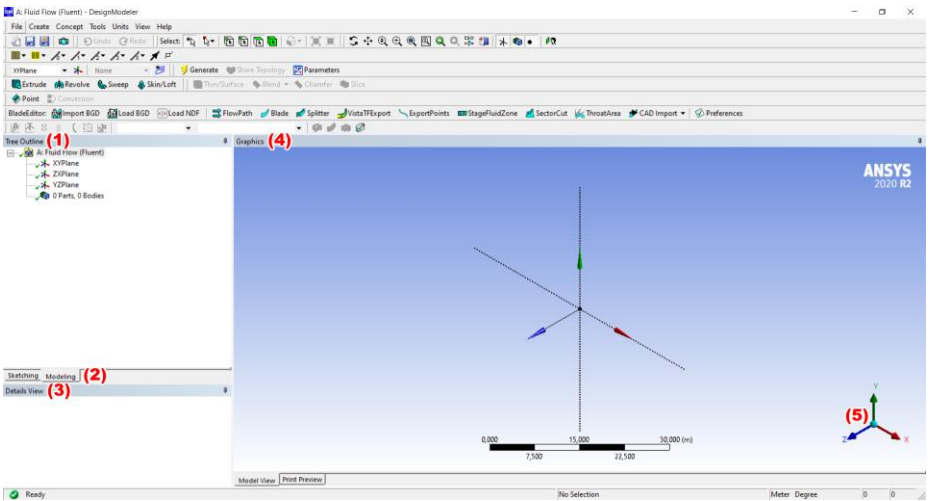 A: Fluid Flow (Fluent) - DesignModeler
File Create Concept Tools Units View Help
Undo Redo Select:
XYPlane None Generate Share Topology Parameters
Extrude Revolve Sweep Skin/Loft Thin/Surface Blend Chamfer Slice
Point Conversion
BladeEditor: Import BGD Load BGD Load NDF FlowPath Blade Splitter VistaTFExport ExportPoints StageFluidZone SectorCut ThroatArea CAD Import Preferences
Tree Outline (1) Graphics (4)
A: Fluid Flow (Fluent)
XYPlane
ZXPlane
YZPlane
0 Parts, 0 Bodies
ANSYS
2020 R2
Sketching Modeling (2)
Details View (3)
Y
(5)
Z X
0,000 15,000 30,000 (m)
7,500 22,500
Model View Print Preview
Ready No Selection Meter Degree 0 0